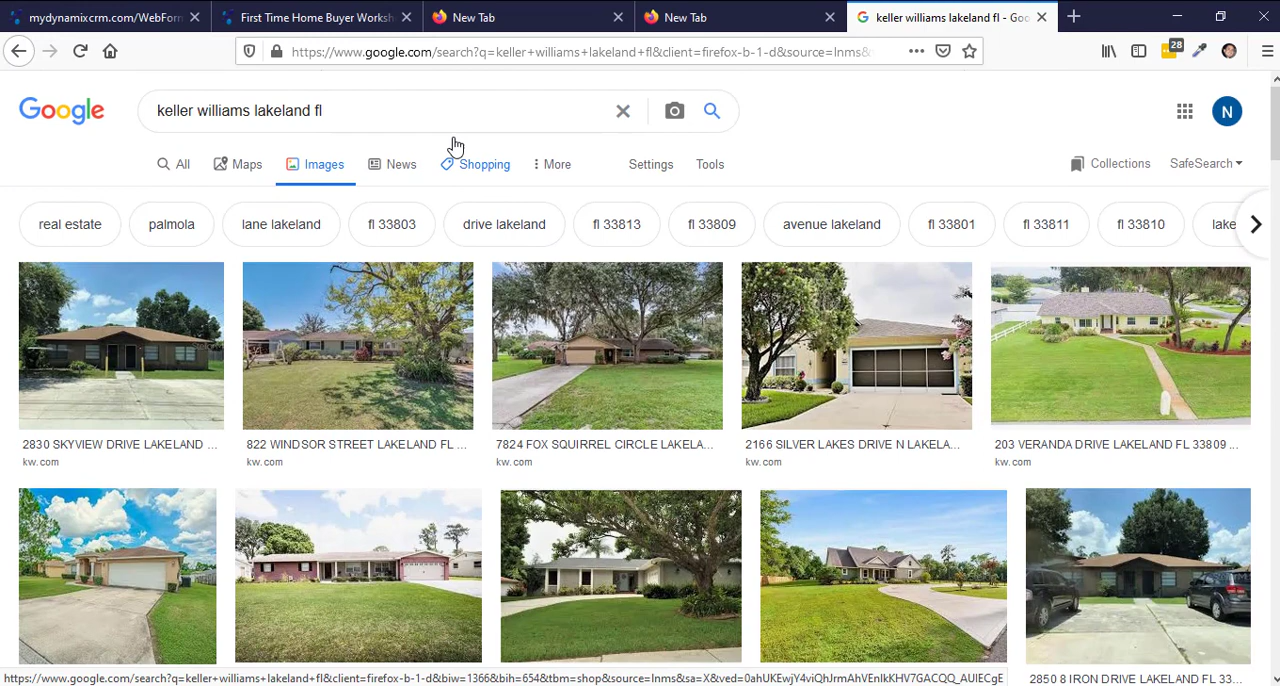 mydynamixcrm.com/WebForm
First Time Home Buyer Worksh
New Tab
New Tab
keller williams lakeland fl - Goo
https://www.google.com/search?q=keller+williams+lakeland+fl&client=firefox-b-1-d&source=lnms&
28
Google
keller williams lakeland fl
N
All
Maps
Images
News
Shopping
More
Settings
Tools
Collections
SafeSearch
real estate
palmola
lane lakeland
fl 33803
drive lakeland
fl 33813
fl 33809
avenue lakeland
fl 33801
fl 33811
fl 33810
lake
2830 SKYVIEW DRIVE LAKELAND ...
822 WINDSOR STREET LAKELAND FL ...
7824 FOX SQUIRREL CIRCLE LAKELA...
2166 SILVER LAKES DRIVE N LAKELA...
203 VERANDA DRIVE LAKELAND FL 33809 ...
kw.com
kw.com
kw.com
kw.com
kw.com
2850 8 IRON DRIVE LAKELAND FL 33...
https://www.google.com/search?q=keller+williams+lakeland+fl&client=firefox-b-1-d&biw=1366&bih=654&tbm=shop&source=lnms&sa=X&ved=0ahUKEwjY4viQhJrmAhVEnlkKHV7GACQQ_AUIECgE